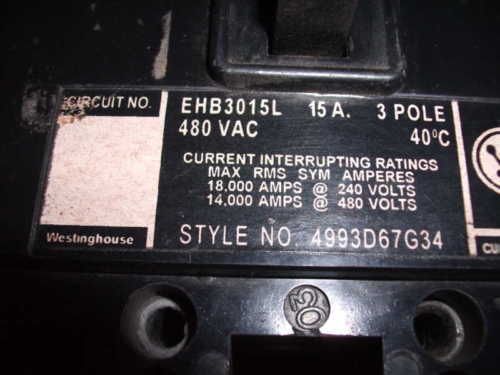 CIRCUIT NO.
EHB3015L 15 A. 3 POLE
480 VAC 40°C
CURRENT INTERRUPTING RATINGS
MAX RMS SYM AMPERES
18,000 AMPS @ 240 VOLTS
14,000 AMPS @ 480 VOLTS
Westinghouse
STYLE NO. 4993D67G34